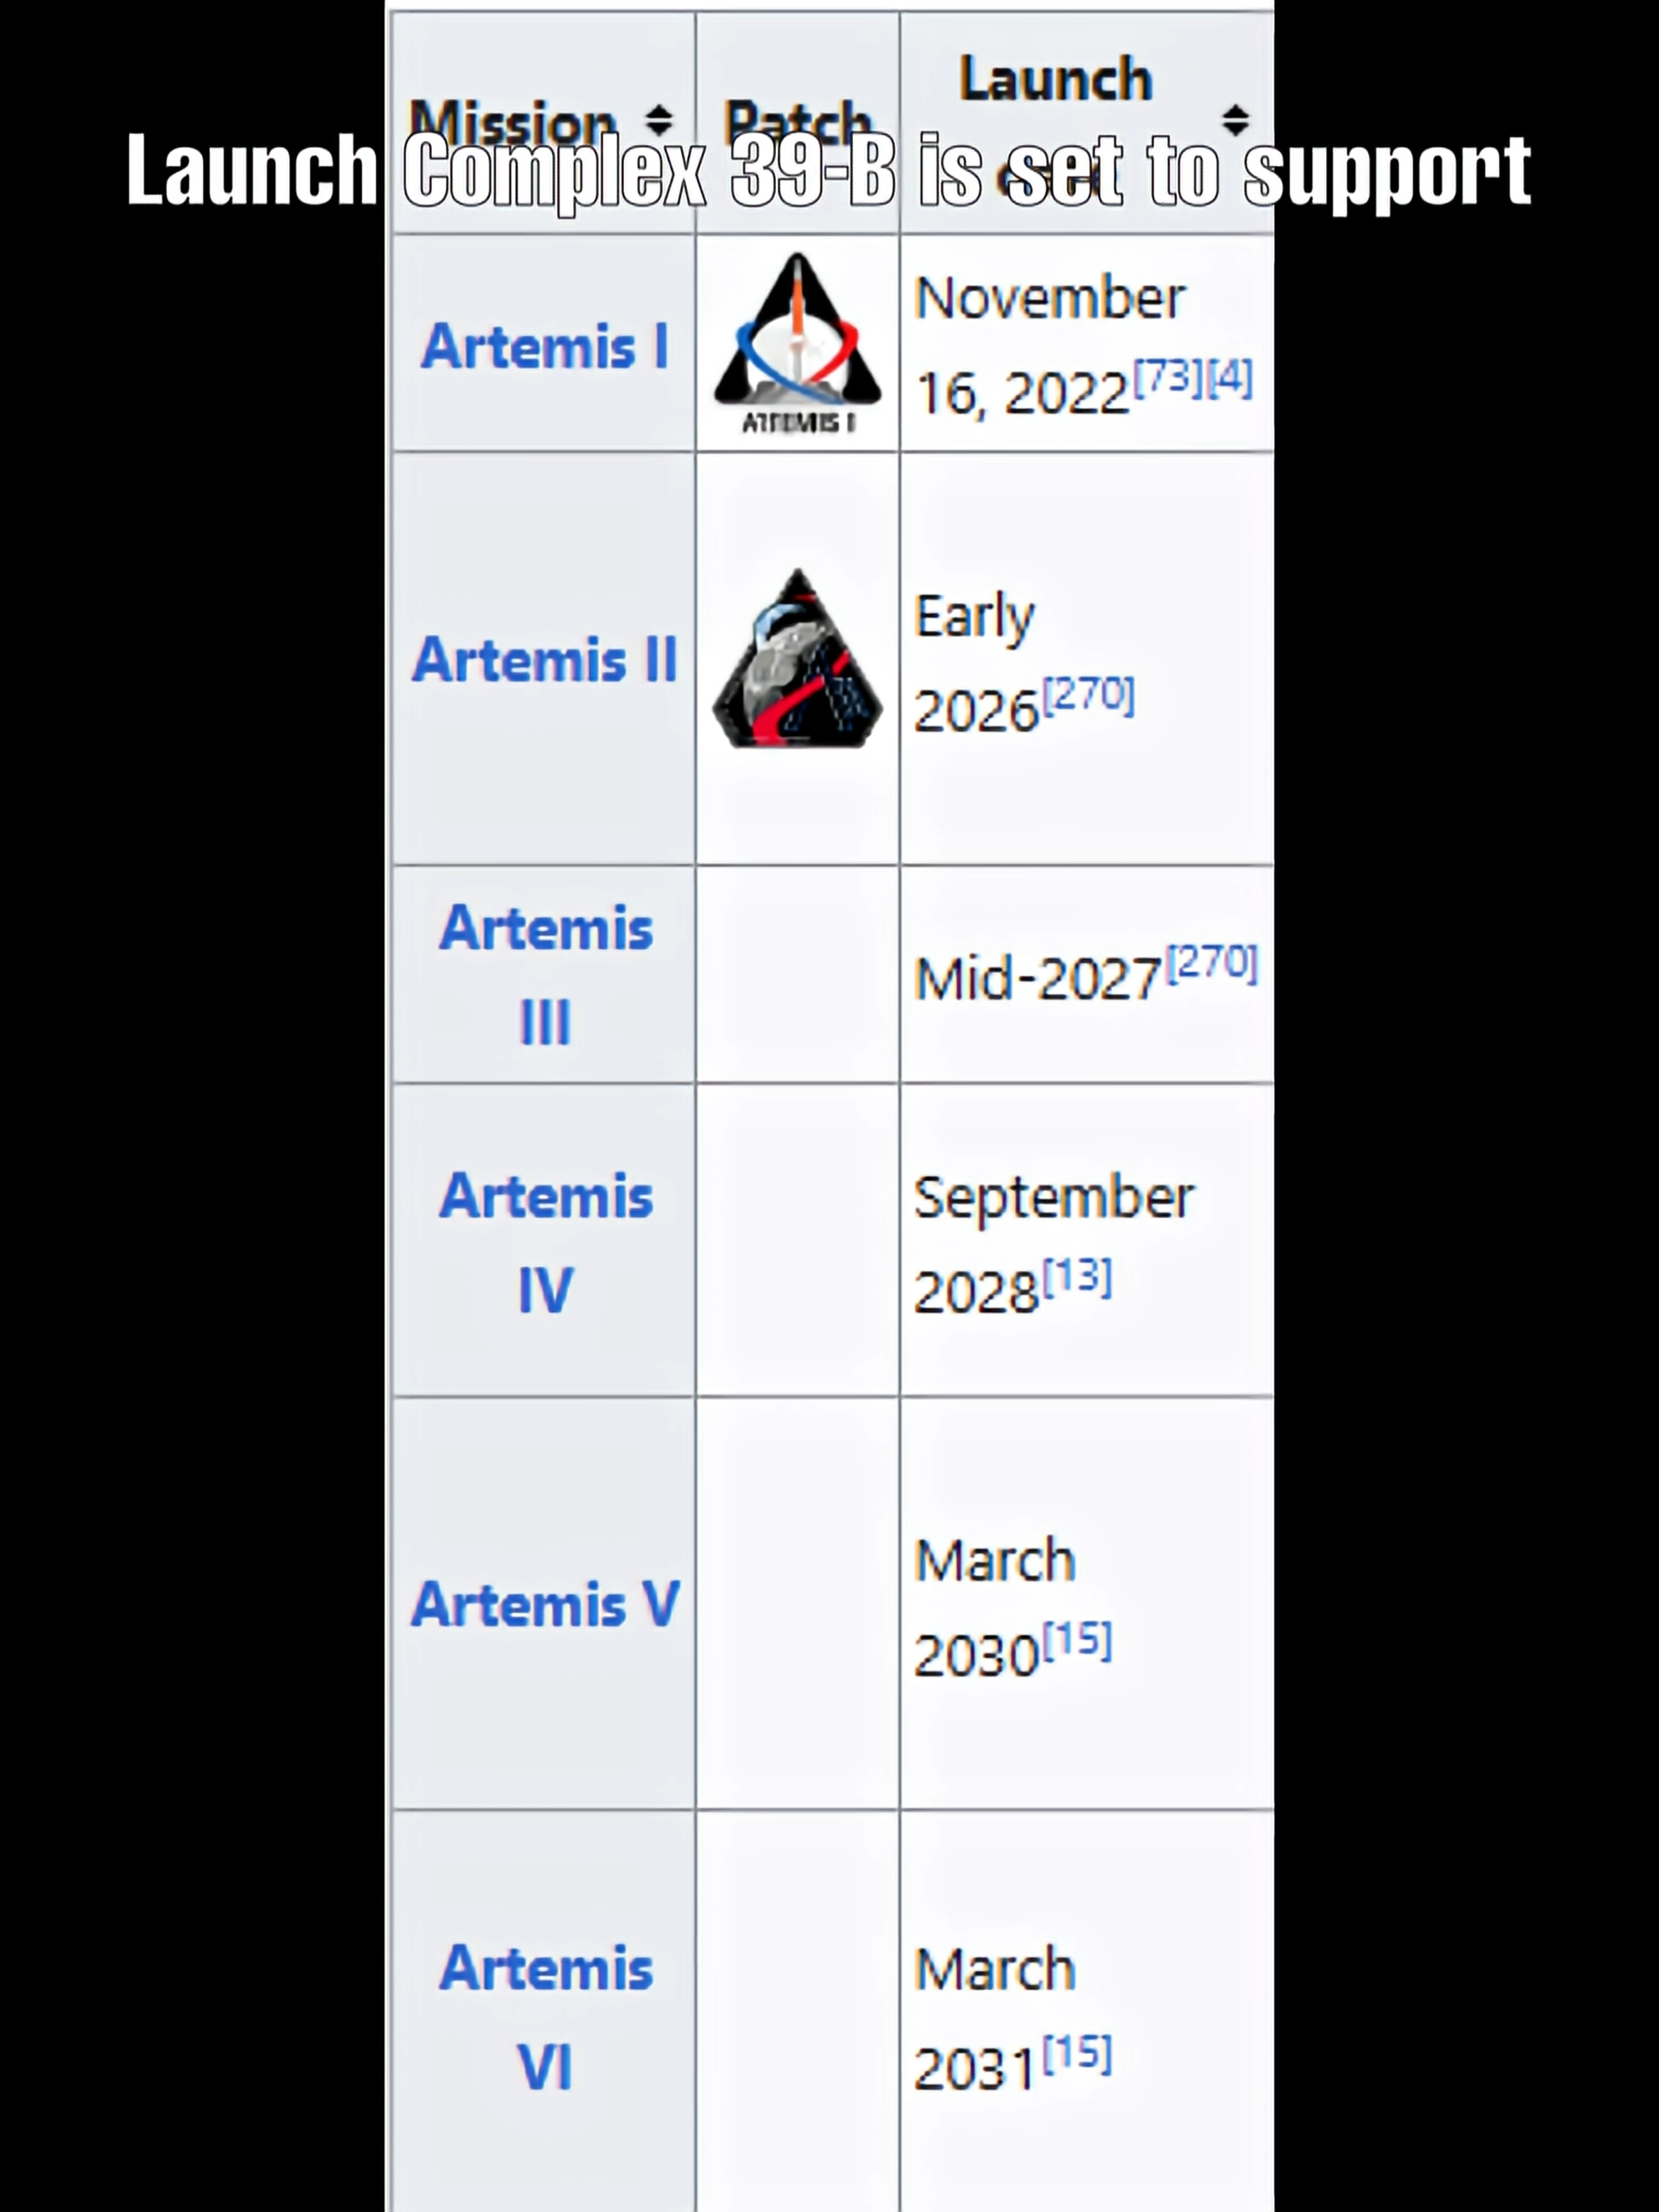 Mission
Patch
Launch
Launch Complex 39-B is set to support
Artemis I
ARTEMIS I
November
16, 2022[73][4]
Artemis II
Early
2026[270]
Artemis
III
Mid-2027[270]
Artemis
IV
September
2028[13]
Artemis V
March
2030[15]
Artemis
VI
March
2031[15]